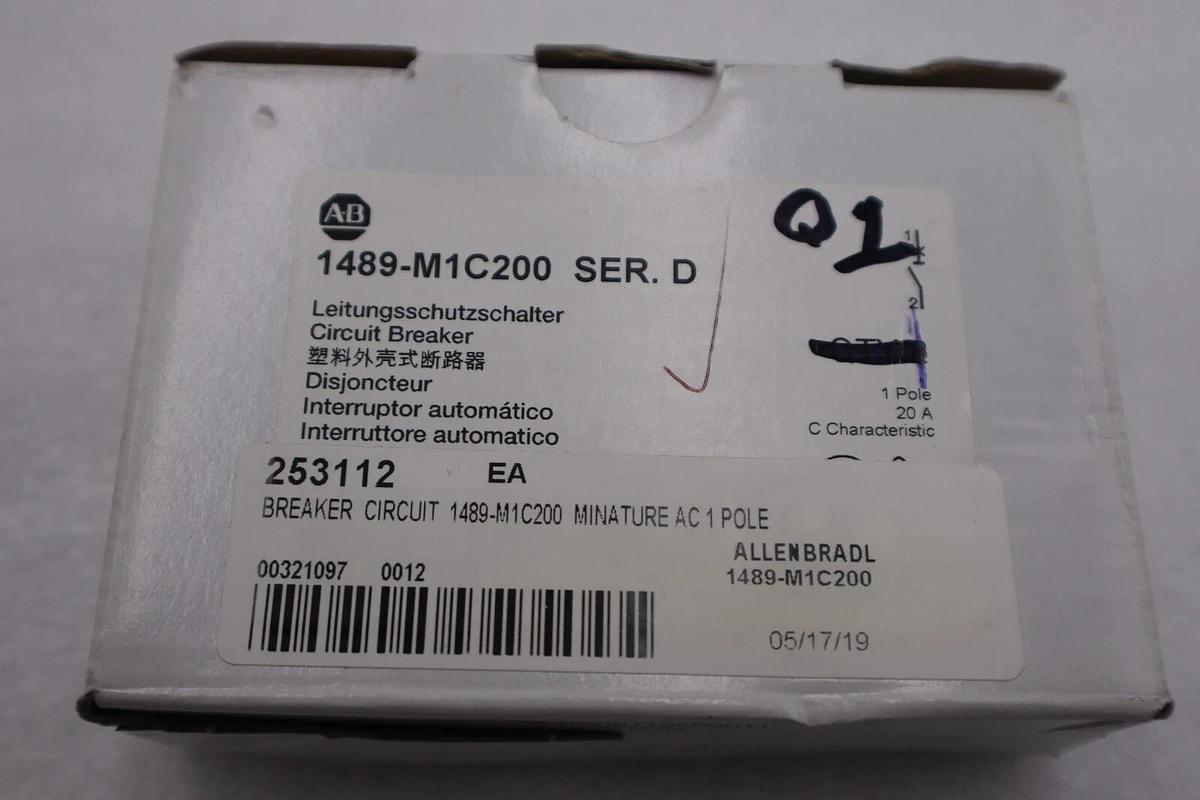 A-B
Q1
1489-M1C200 SER. D
1
2
Leitungsschutzschalter
Circuit Breaker
塑料外壳式断路器
Disjoncteur
Interruptor automático
Interruttore automatico
1 Pole
20 A
C Characteristic
253112 EA
BREAKER CIRCUIT 1489-M1C200 MINATURE AC 1 POLE
ALLENBRADL
1489-M1C200
00321097 0012
05/17/19